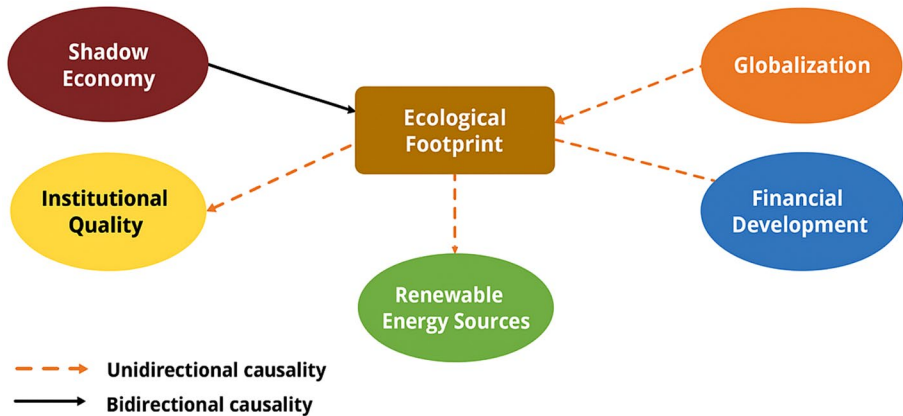 Shadow
Economy
Globalization
Ecological
Footprint
Institutional
Quality
Financial
Development
Renewable
Energy Sources
Unidirectional causality
Bidirectional causality